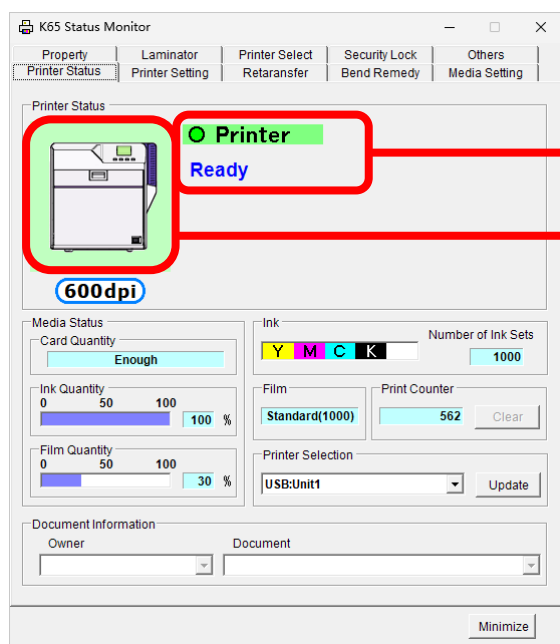 K65 Status Monitor
Property Laminator Printer Select Security Lock Others
Printer Status Printer Setting Retaransfer Bend Remedy Media Setting
Printer Status
Printer
Ready
600dpi
Media Status
Card Quantity
Enough
Ink Quantity
0 50 100
100 %
Film Quantity
0 50 100
30 %
Ink
Y M C K
Number of Ink Sets
1000
Film
Standard(1000)
Print Counter
562 Clear
Printer Selection
USB:Unit1 Update
Document Information
Owner Document
Minimize